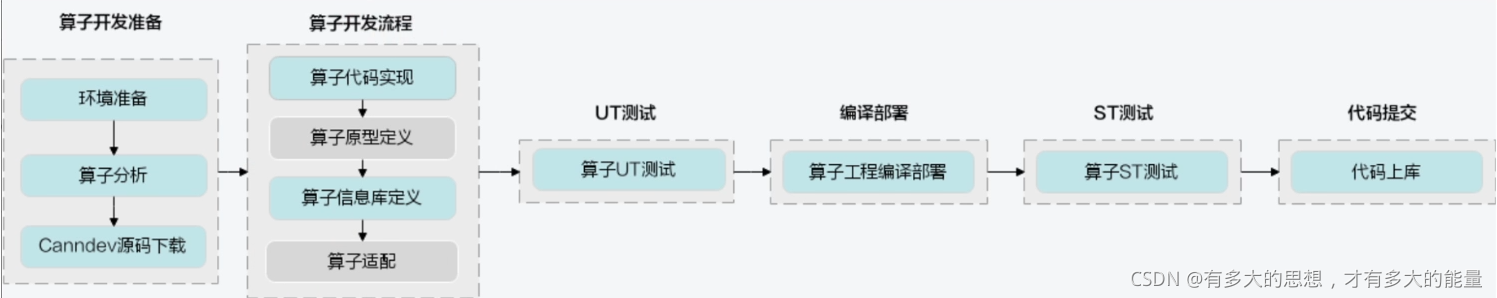 算子开发准备
环境准备
算子分析
Canndev源码下载
算子开发流程
算子代码实现
算子原型定义
算子信息库定义
算子适配
UT测试
算子UT测试
编译部署
算子工程编译部署
ST测试
算子ST测试
代码提交
代码上库
CSDN @有多大的思想，才有多大的能量